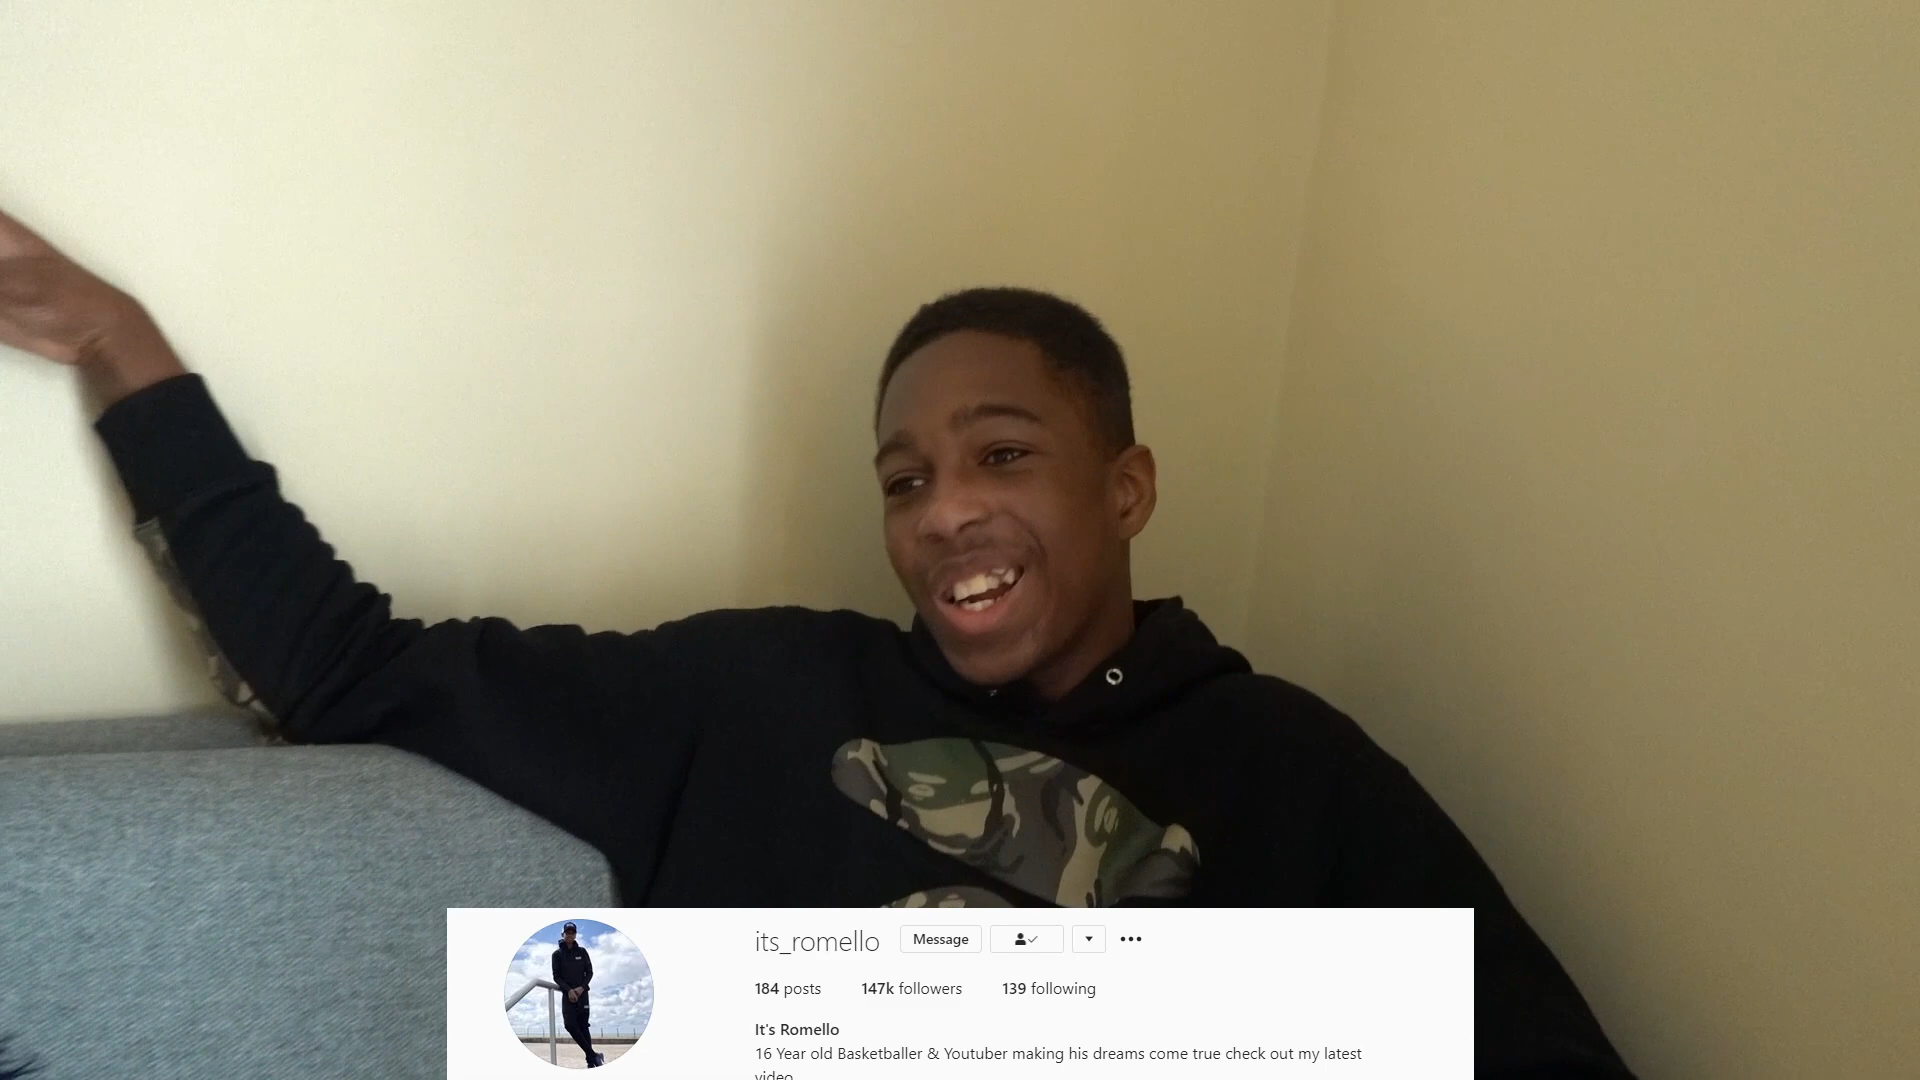 its_romello Message
184 posts 147k followers 139 following
It's Romello
16 Year old Basketballer & Youtuber making his dreams come true check out my latest
video